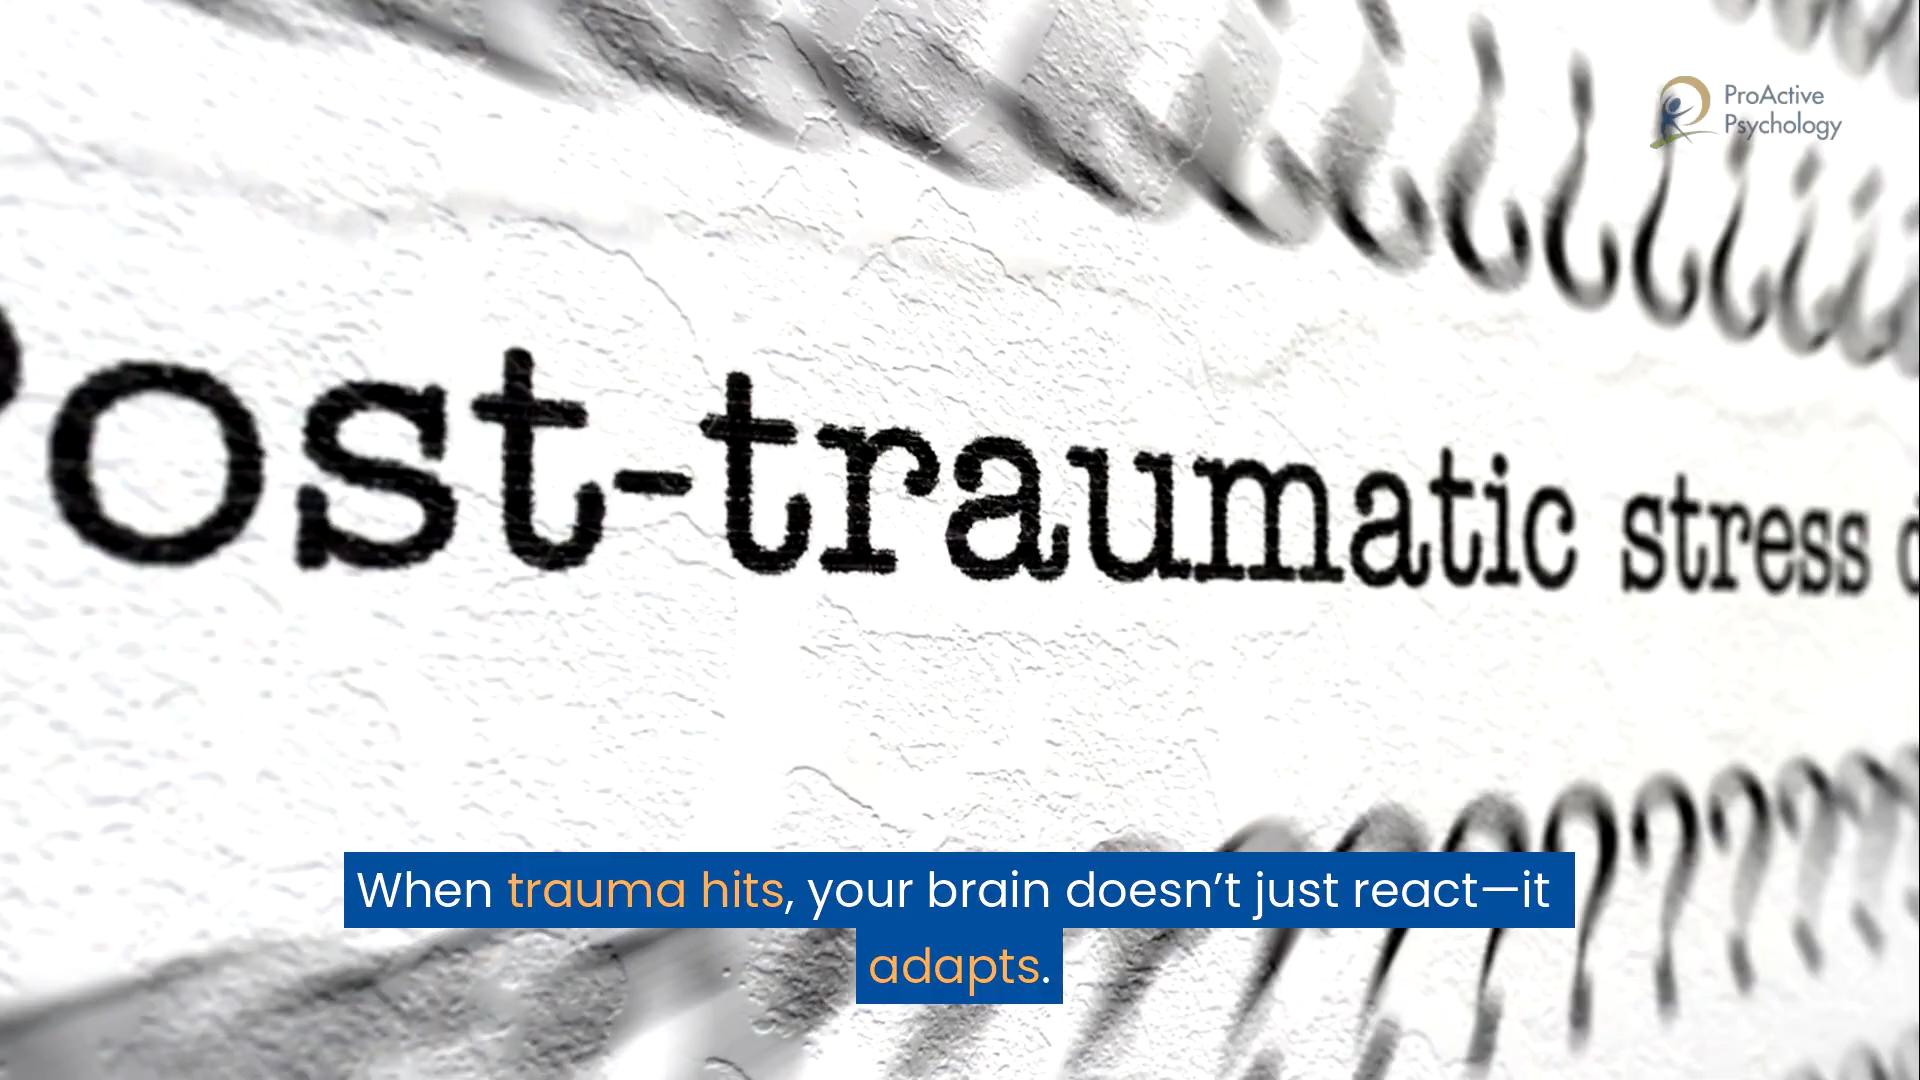 ProActive
Psychology
ost-traumatic stress
When trauma hits, your brain doesn’t just react—it
adapts.